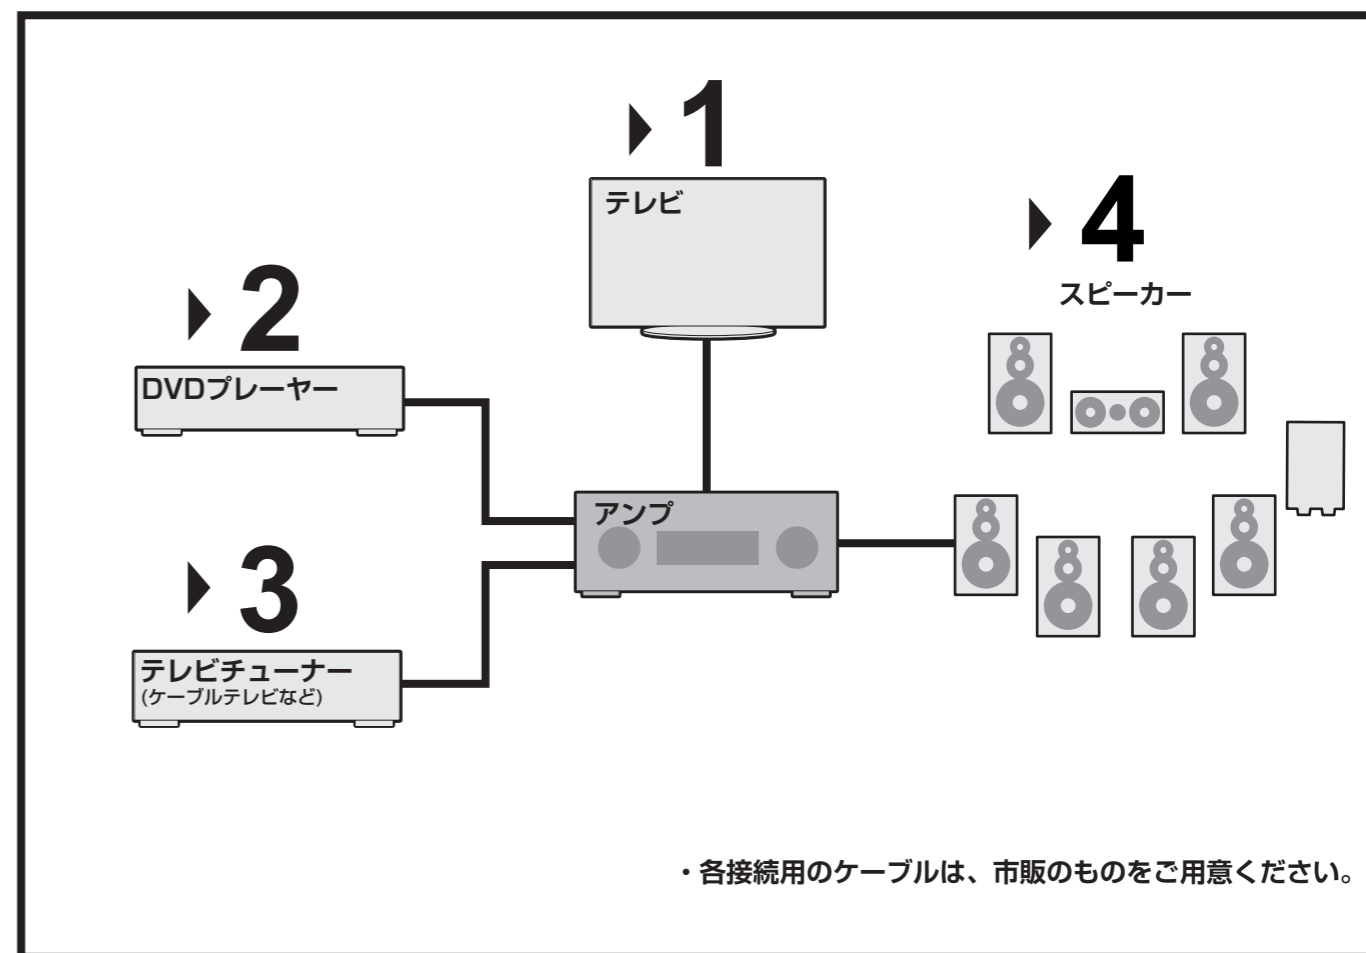 1
テレビ
4
スピーカー
2
DVDプレーヤー
アンプ
3
テレビチューナー
(ケーブルテレビなど)
・各接続用のケーブルは、市販のものをご用意ください。